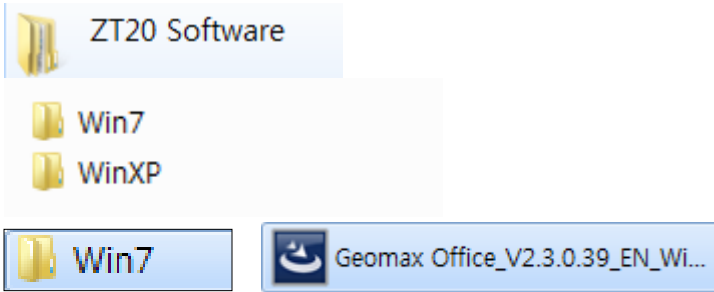 ZT20 Software
Win7
WinXP
Win7
Geomax Office_V2.3.0.39_EN_Wi...